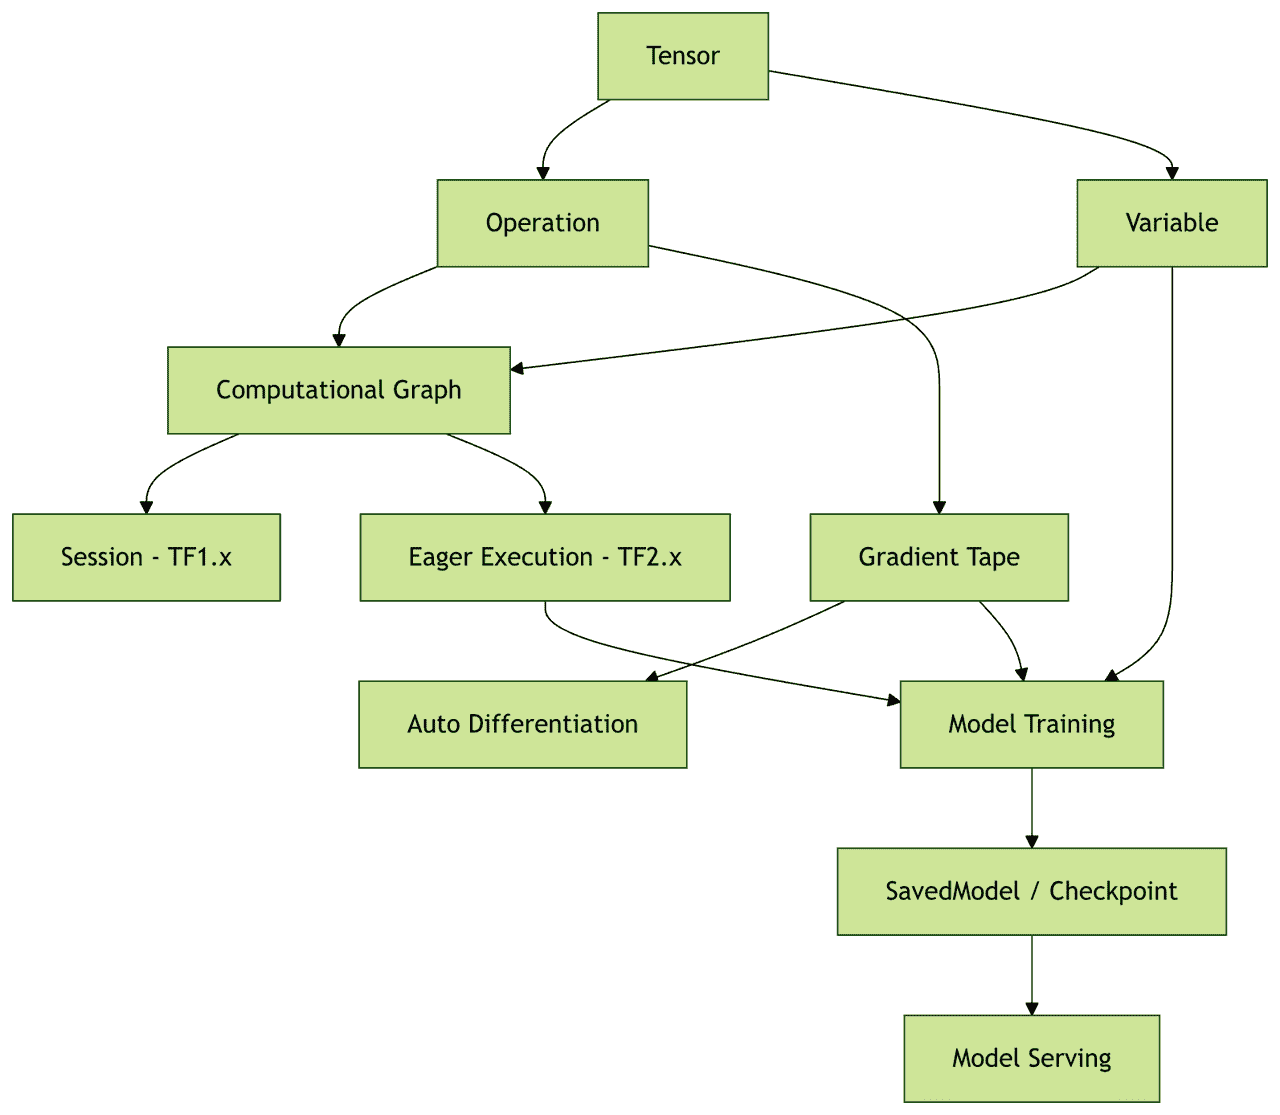 Tensor
Operation
Variable
Computational Graph
Session - TF1.x
Eager Execution - TF2.x
Gradient Tape
Auto Differentiation
Model Training
SavedModel / Checkpoint
Model Serving